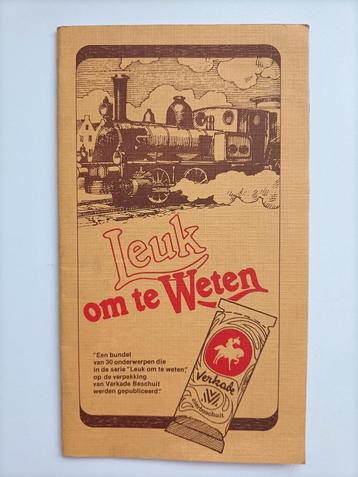 Leuk
om te Weten
"Een bundel
van 30 onderwerpen die
in de serie "Leuk om te weten",
op de verpakking
van Verkade Beschuit
werden gepubliceerd."
Verkade
beschuit